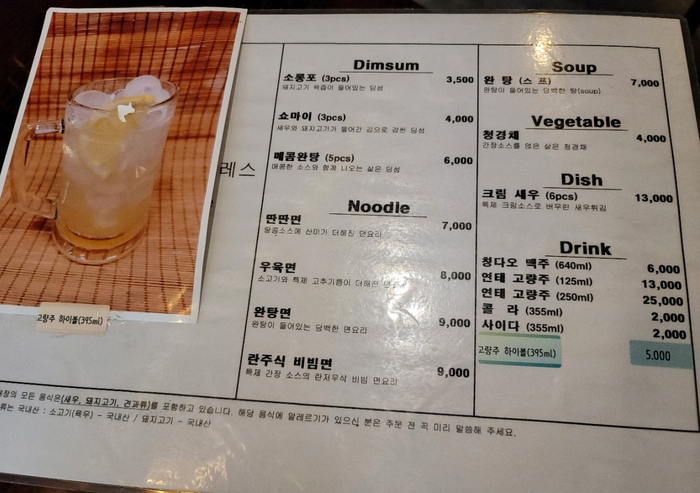 레스
고량주 하이볼(395ml)
Dimsum
소롱포 (3pcs) 3,500
돼지고기 육즙이 들어있는 딤섬
쇼마이 (3pcs) 4,000
새우와 돼지고기가 들어간 김으로 감싼 딤섬
매콤완탕 (5pcs) 6,000
매콤한 소스와 함께 나오는 삶은 딤섬
Noodle
딴딴면 7,000
땅콩소스에 산미가 더해진 면요리
우육면 8,000
소고기와 특제 고추기름이 더해진 면요리
완탕면 9,000
완탕이 들어있는 담백한 면요리
란주식 비빔면 9,000
특제 간장 소스의 란저우식 비빔 면요리
Soup
완 탕 (스 프) 7,000
완탕이 들어있는 담백한 탕(soup)
Vegetable
청경채 4,000
간장소스를 얹은 삶은 청경채
Dish
크림 새우 (6pcs) 13,000
특제 크림소스로 버무린 새우튀김
Drink
칭다오 맥주 (640ml) 6,000
연태 고량주 (125ml) 13,000
연태 고량주 (250ml) 25,000
콜 라 (355ml) 2,000
사이다 (355ml) 2,000
고량주 하이볼(395ml) 5.000
모든 음식은(새우, 돼지고기, 견과류)를 포함하고 있습니다. 해당 음식에 알레르기가 있으신 분은 주문 전 꼭 미리 말씀해 주세요.
류는 국내산 : 소고기(육우) - 국내산 / 돼지고기 - 국내산